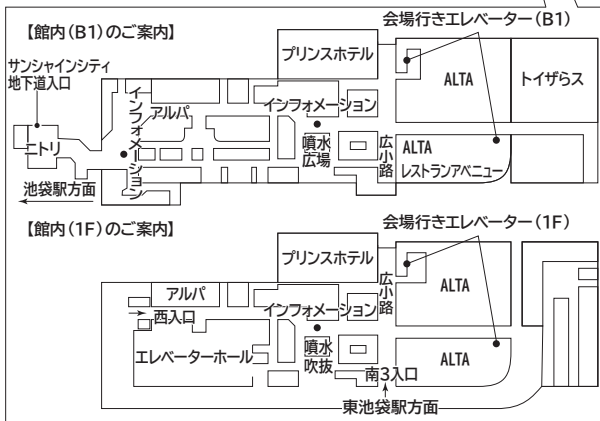 【館内(B1)のご案内】
会場行きエレベーター(B1)
サンシャインシティ
地下道入口
プリンスホテル
ALTA
トイザらス
ニトリ
インフォメーション
アルパ
インフォメーション
噴水
広場
広小路
ALTA
レストランアベニュー
池袋駅方面
【館内(1F)のご案内】
会場行きエレベーター(1F)
プリンスホテル
広小路
ALTA
アルパ
西入口
インフォメーション
エレベーターホール
噴水
吹抜
ALTA
南3入口
東池袋駅方面